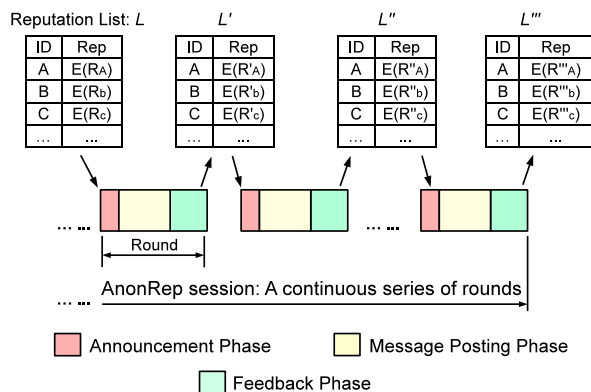 Reputation List: L L' L'' L'''
ID Rep ID Rep ID Rep ID Rep
A E(RA) A E(R'A) A E(R''A) A E(R'''A)
B E(Rb) B E(R'b) B E(R''b) B E(R'''b)
C E(Rc) C E(R'c) C E(R''c) C E(R'''c)
... ... ... ... ... ... ... ...
... ... ... ...
Round
AnonRep session: A continuous series of rounds
... ...
Announcement Phase Message Posting Phase
Feedback Phase